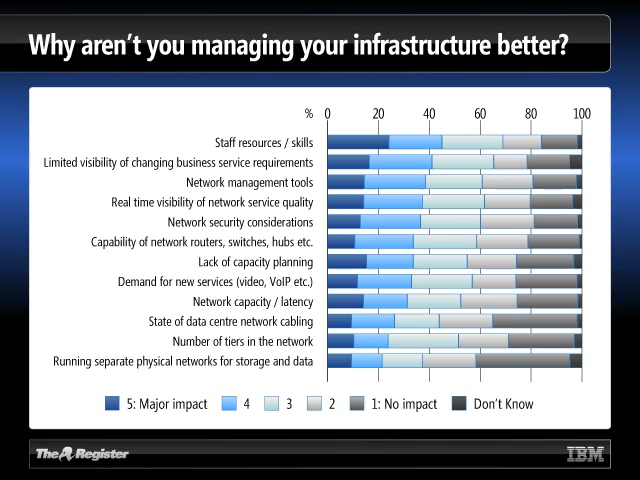 Why aren't you managing your infrastructure better?
% 0 20 40 60 80 100
Staff resources / skills
Limited visibility of changing business service requirements
Network management tools
Real time visibility of network service quality
Network security considerations
Capability of network routers, switches, hubs etc.
Lack of capacity planning
Demand for new services (video, VoIP etc.)
Network capacity / latency
State of data centre network cabling
Number of tiers in the network
Running separate physical networks for storage and data
5: Major impact 4 3 2 1: No impact Don't Know
The Register IBM